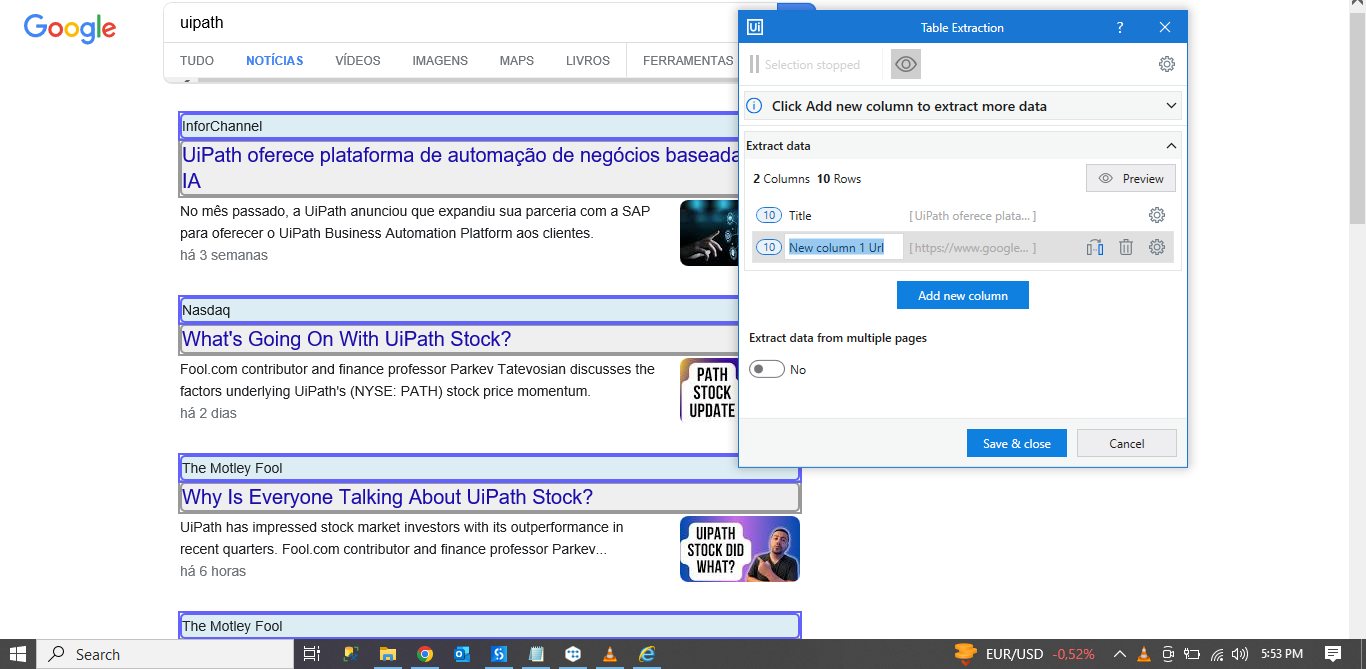 Google
uipath
TUDO
NOTÍCIAS
VÍDEOS
IMAGENS
MAPS
LIVROS
FERRAMENTAS
InforChannel
UiPath oferece plataforma de automação de negócios baseada
IA
No mês passado, a UiPath anunciou que expandiu sua parceria com a SAP
para oferecer o UiPath Business Automation Platform aos clientes.
há 3 semanas
Nasdaq
What's Going On With UiPath Stock?
Fool.com contributor and finance professor Parkev Tatevosian discusses the
factors underlying UiPath's (NYSE: PATH) stock price momentum.
há 2 dias
PATH
STOCK
UPDATE
The Motley Fool
Why Is Everyone Talking About UiPath Stock?
UiPath has impressed stock market investors with its outperformance in
recent quarters. Fool.com contributor and finance professor Parkev...
há 6 horas
UIPATH
STOCK DID
WHAT?
The Motley Fool
Ui
Table Extraction
?
Selection stopped
Click Add new column to extract more data
Extract data
2 Columns 10 Rows
Preview
10 Title [ UiPath oferece plata... ]
10 New column 1 Url [ https://www.google... ]
Add new column
Extract data from multiple pages
No
Save & close
Cancel
Search
EUR/USD -0,52%
5:53 PM